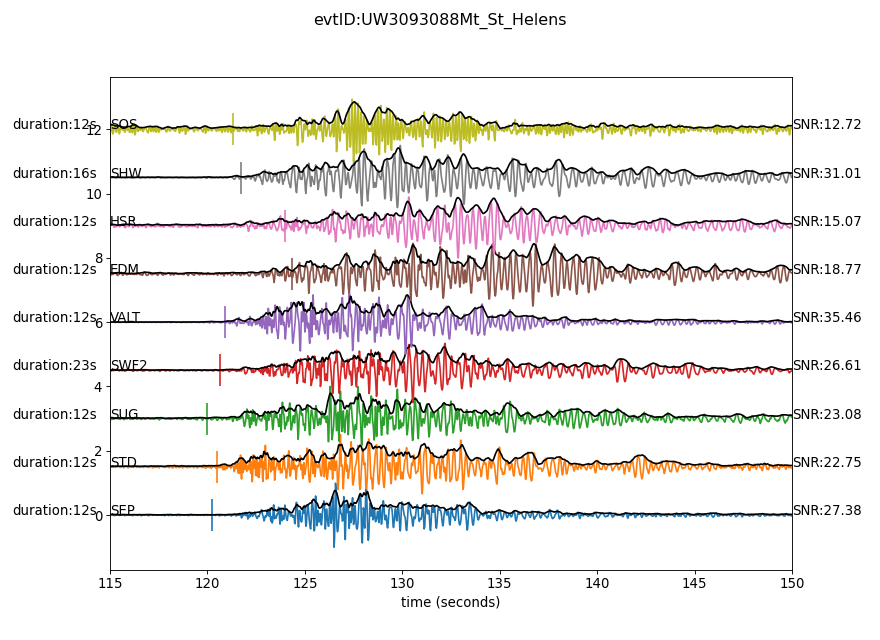 evtID:UW3093088Mt_St_Helens
duration:12s SOS SNR:12.72
12
duration:16s SHW SNR:31.01
10
duration:12s HSR SNR:15.07
8
duration:12s EDM SNR:18.77
duration:12s VALT SNR:35.46
6
duration:23s SWF2 SNR:26.61
4
duration:12s SUG SNR:23.08
2
duration:12s STD SNR:22.75
duration:12s SEP SNR:27.38
0
115 120 125 130 135 140 145 150
time (seconds)